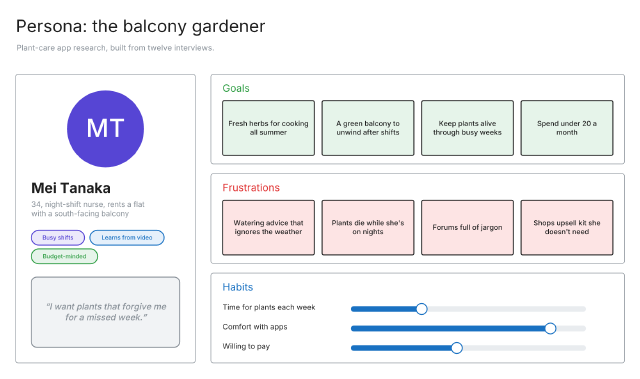 Persona: the balcony gardener
Plant-care app research, built from twelve interviews.
MT
Mei Tanaka
34, night-shift nurse, rents a flat
with a south-facing balcony
Busy shifts
Learns from video
Budget-minded
"I want plants that forgive me
for a missed week."
Goals
Fresh herbs for cooking
all summer
A green balcony to
unwind after shifts
Keep plants alive
through busy weeks
Spend under 20 a
month
Frustrations
Watering advice that
ignores the weather
Plants die while she's
on nights
Forums full of jargon
Shops upsell kit she
doesn't need
Habits
Time for plants each week
Comfort with apps
Willing to pay